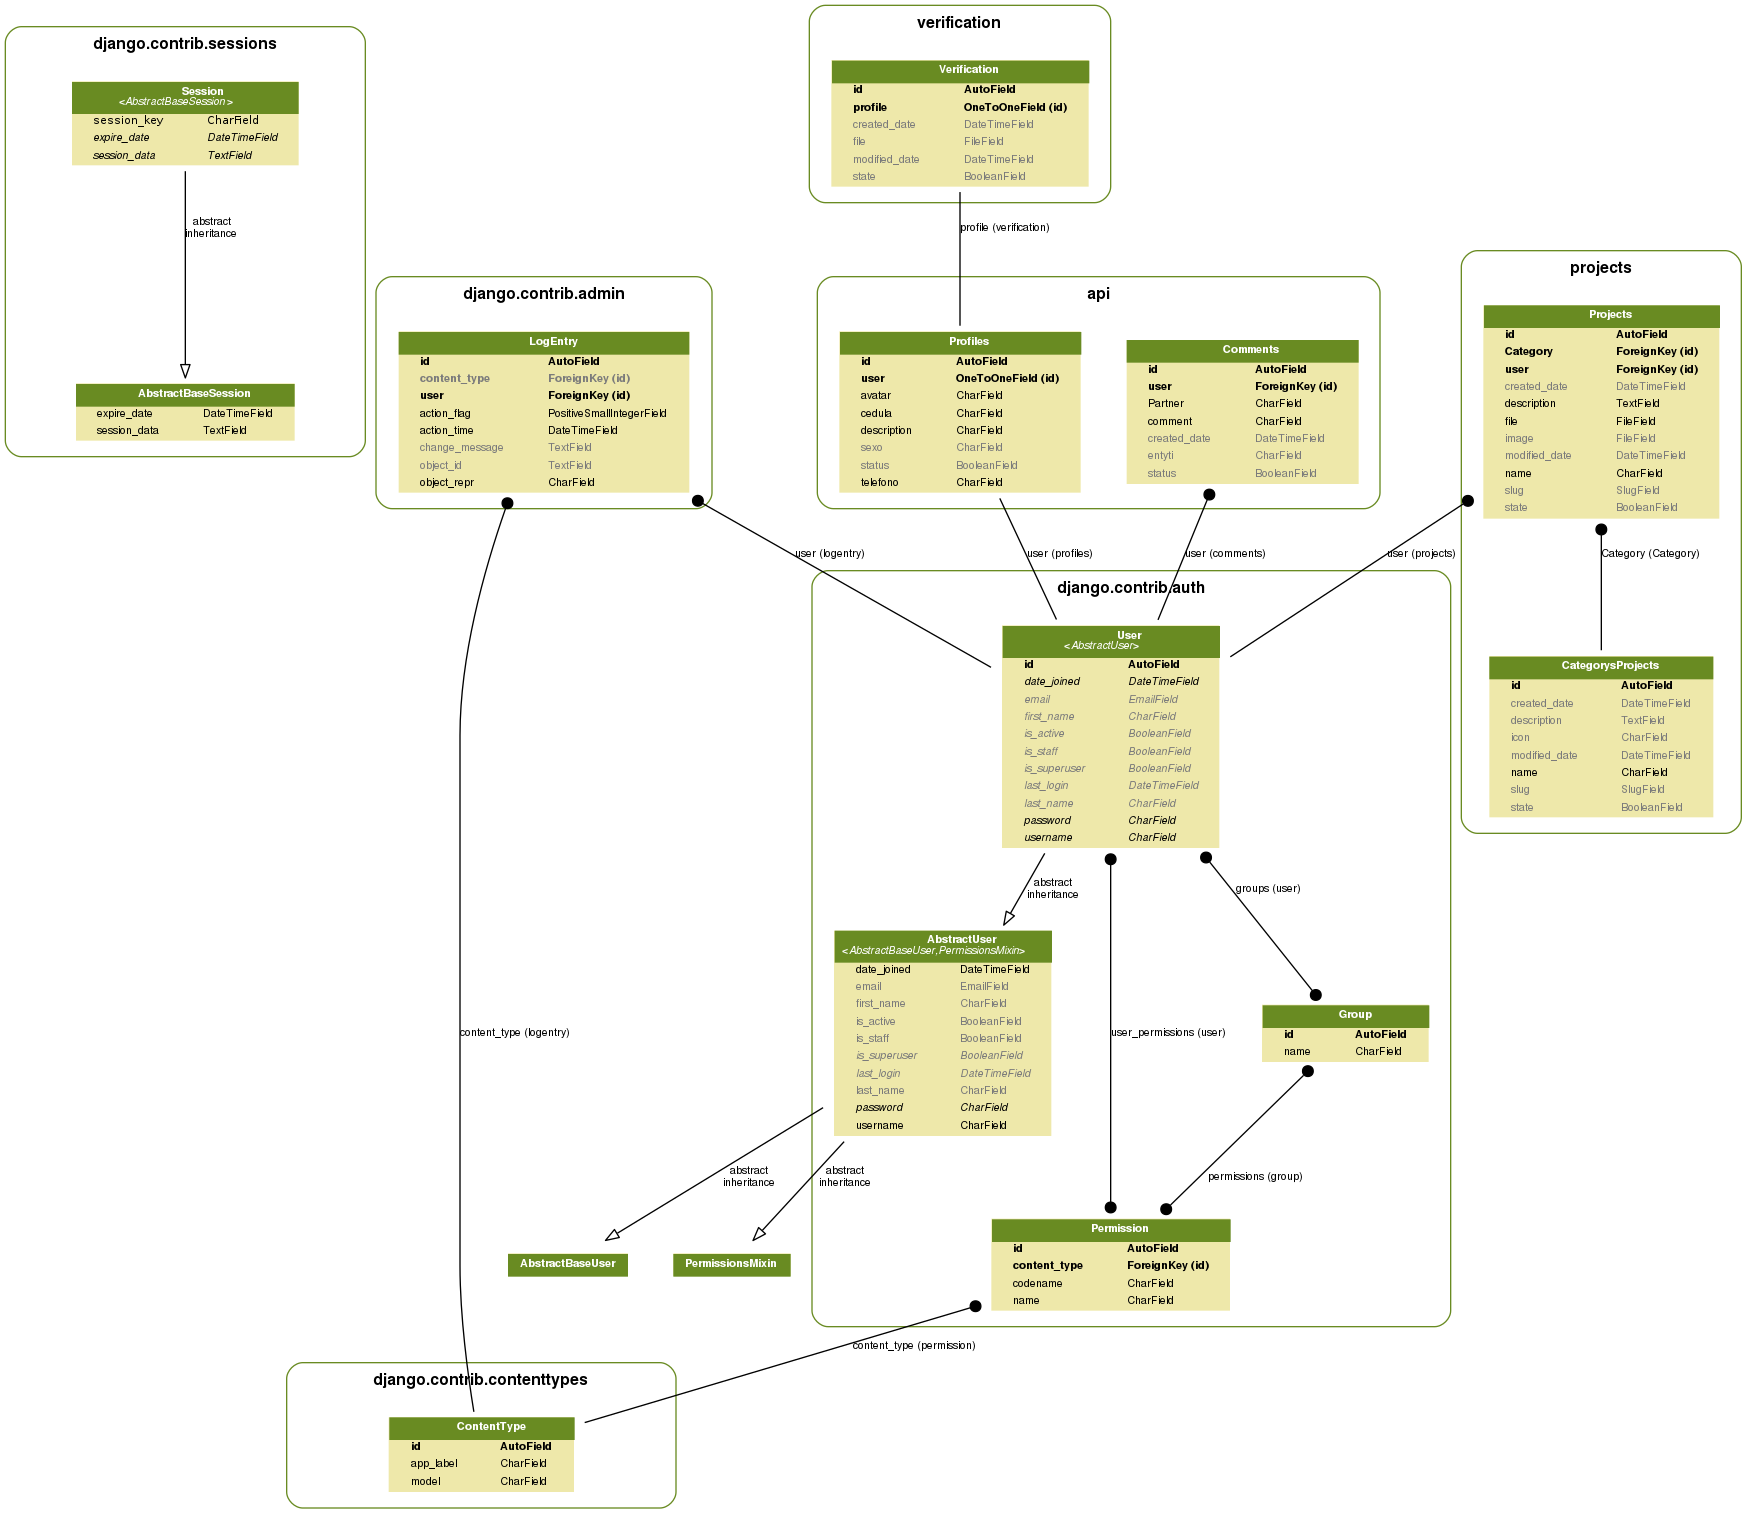 django.contrib.sessions
Session
<AbstractBaseSession>
session_key CharField
expire_date DateTimeField
session_data TextField
abstract
inheritance
AbstractBaseSession
expire_date DateTimeField
session_data TextField
verification
Verification
id AutoField
profile OneToOneField (id)
created_date DateTimeField
file FileField
modified_date DateTimeField
state BooleanField
profile (verification)
django.contrib.admin
LogEntry
id AutoField
content_type ForeignKey (id)
user ForeignKey (id)
action_flag PositiveSmallIntegerField
action_time DateTimeField
change_message TextField
object_id TextField
object_repr CharField
api
Profiles
id AutoField
user OneToOneField (id)
avatar CharField
cedula CharField
description CharField
sexo CharField
status BooleanField
telefono CharField
Comments
id AutoField
user ForeignKey (id)
Partner CharField
comment CharField
created_date DateTimeField
entyti CharField
status BooleanField
projects
Projects
id AutoField
Category ForeignKey (id)
user ForeignKey (id)
created_date DateTimeField
description TextField
file FileField
image FileField
modified_date DateTimeField
name CharField
slug SlugField
state BooleanField
user (logentry)
user (profiles)
user (comments)
user (projects)
Category (Category)
CategorysProjects
id AutoField
created_date DateTimeField
description TextField
icon CharField
modified_date DateTimeField
name CharField
slug SlugField
state BooleanField
django.contrib.auth
User
<AbstractUser>
id AutoField
date_joined DateTimeField
email EmailField
first_name CharField
is_active BooleanField
is_staff BooleanField
is_superuser BooleanField
last_login DateTimeField
last_name CharField
password CharField
username CharField
abstract
inheritance
groups (user)
AbstractUser
<AbstractBaseUser,PermissionsMixin>
date_joined DateTimeField
email EmailField
first_name CharField
is_active BooleanField
is_staff BooleanField
is_superuser BooleanField
last_login DateTimeField
last_name CharField
password CharField
username CharField
content_type (logentry)
user_permissions (user)
Group
id AutoField
name CharField
abstract
inheritance
abstract
inheritance
permissions (group)
AbstractBaseUser
PermissionsMixin
Permission
id AutoField
content_type ForeignKey (id)
codename CharField
name CharField
content_type (permission)
django.contrib.contenttypes
ContentType
id AutoField
app_label CharField
model CharField